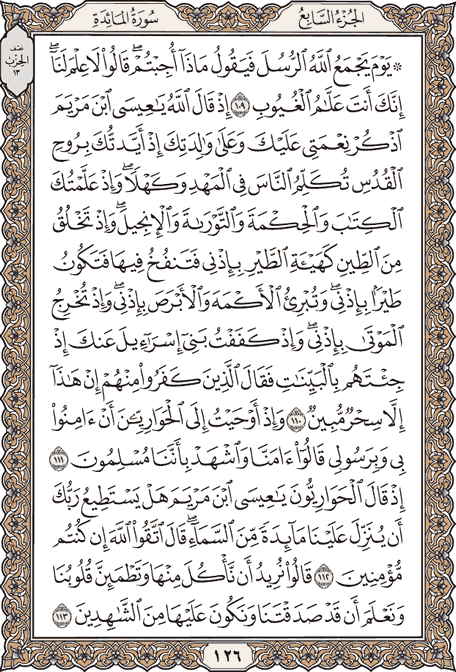 الجزء السابع
سورة المائدة
نصف
الحزب
١٣
۞ يَوْمَ يَجْمَعُ ٱللَّهُ ٱلرُّسُلَ فَيَقُولُ مَاذَآ أُجِبْتُمْ ۖ قَالُوا۟ لَا عِلْمَ لَنَآ ۖ
إِنَّكَ أَنتَ عَلَّـٰمُ ٱلْغُيُوبِ ١٠٩ إِذْ قَالَ ٱللَّهُ يَـٰعِيسَى ٱبْنَ مَرْيَمَ
ٱذْكُرْ نِعْمَتِى عَلَيْكَ وَعَلَىٰ وَٰلِدَتِكَ إِذْ أَيَّدتُّكَ بِرُوحِ
ٱلْقُدُسِ تُكَلِّمُ ٱلنَّاسَ فِى ٱلْمَهْدِ وَكَهْلًا ۖ وَإِذْ عَلَّمْتُكَ
ٱلْكِتَـٰبَ وَٱلْحِكْمَةَ وَٱلتَّوْرَىٰةَ وَٱلْإِنجِيلَ ۖ وَإِذْ تَخْلُقُ
مِنَ ٱلطِّينِ كَهَيْـَٔةِ ٱلطَّيْرِ بِإِذْنِى فَتَنفُخُ فِيهَا فَتَكُونُ
طَيْرًۢا بِإِذْنِى ۖ وَتُبْرِئُ ٱلْأَكْمَهَ وَٱلْأَبْرَصَ بِإِذْنِى ۖ وَإِذْ تُخْرِجُ
ٱلْمَوْتَىٰ بِإِذْنِى ۖ وَإِذْ كَفَفْتُ بَنِىٓ إِسْرَٰٓءِيلَ عَنكَ إِذْ
جِئْتَهُم بِٱلْبَيِّنَـٰتِ فَقَالَ ٱلَّذِينَ كَفَرُوا۟ مِنْهُمْ إِنْ هَـٰذَآ
إِلَّا سِحْرٌ مُّبِينٌ ١١٠ وَإِذْ أَوْحَيْتُ إِلَى ٱلْحَوَارِيِّـۧنَ أَنْ ءَامِنُوا۟
بِى وَبِرَسُولِى قَالُوٓا۟ ءَامَنَّا وَٱشْهَدْ بِأَنَّنَا مُسْلِمُونَ ١١١
إِذْ قَالَ ٱلْحَوَارِيُّونَ يَـٰعِيسَى ٱبْنَ مَرْيَمَ هَلْ يَسْتَطِيعُ رَبُّكَ
أَن يُنَزِّلَ عَلَيْنَا مَآئِدَةً مِّنَ ٱلسَّمَآءِ ۖ قَالَ ٱتَّقُوا۟ ٱللَّهَ إِن كُنتُم
مُّؤْمِنِينَ ١١٢ قَالُوا۟ نُرِيدُ أَن نَّأْكُلَ مِنْهَا وَتَطْمَئِنَّ قُلُوبُنَا
وَنَعْلَمَ أَن قَدْ صَدَقْتَنَا وَنَكُونَ عَلَيْهَا مِنَ ٱلشَّـٰهِدِينَ ١١٣
١٢٦